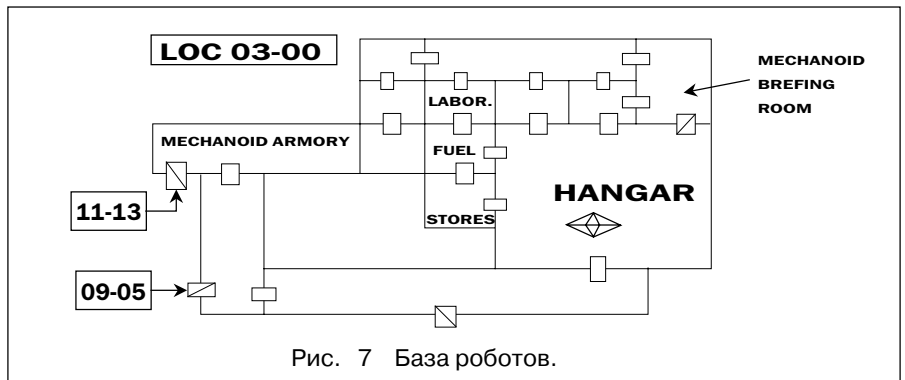 LOC 03-00
MECHANOID
BREFING
ROOM
LABOR.
MECHANOID ARMORY
FUEL
11-13
HANGAR
STORES
09-05
Рис. 7 База роботов.